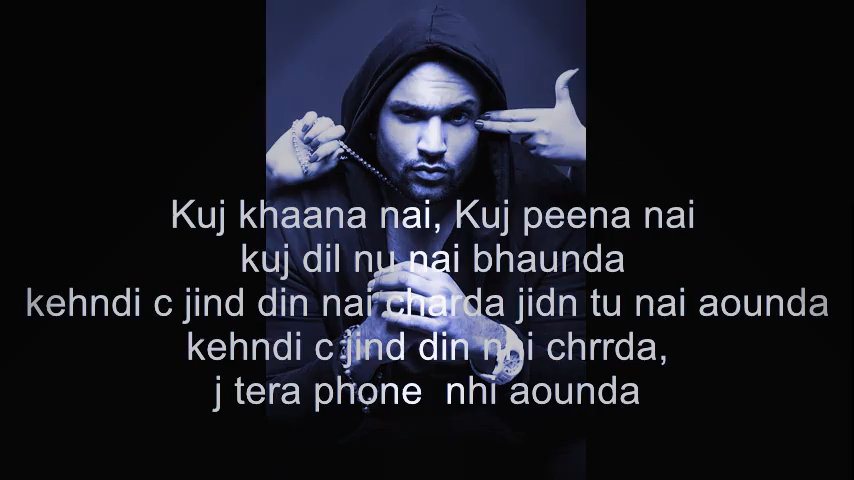 Kuj khaana nai, Kuj peena nai
kuj dil nu nai bhaunda
kehndi c jind din nai charda jidn tu nai aounda
kehndi c jind din nai chrrda,
j tera phone  nhi aounda